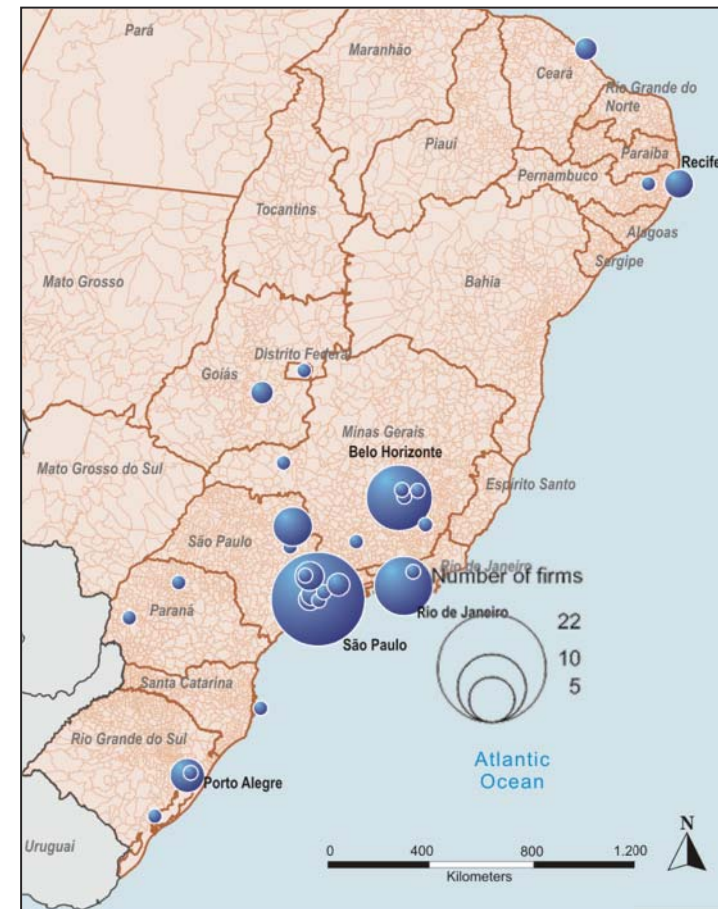 Pará
Maranhão
Ceará
Rio Grande do
Norte
Piaui
Paraíba
Recife
Pernambuco
Tocantins
Alagoas
Sergipe
Mato Grosso
Bahia
Distrito Federal
Goiás
Minas Gerais
Belo Horizonte
Mato Grosso do Sul
Espírito Santo
São Paulo
Rio de Janeiro
Number of firms
22
10
5
Paraná
Rio de Janeiro
São Paulo
Santa Catarina
Rio Grande do Sul
Atlantic
Ocean
Porto Alegre
N
Uruguai
0 400 800 1.200
Kilometers